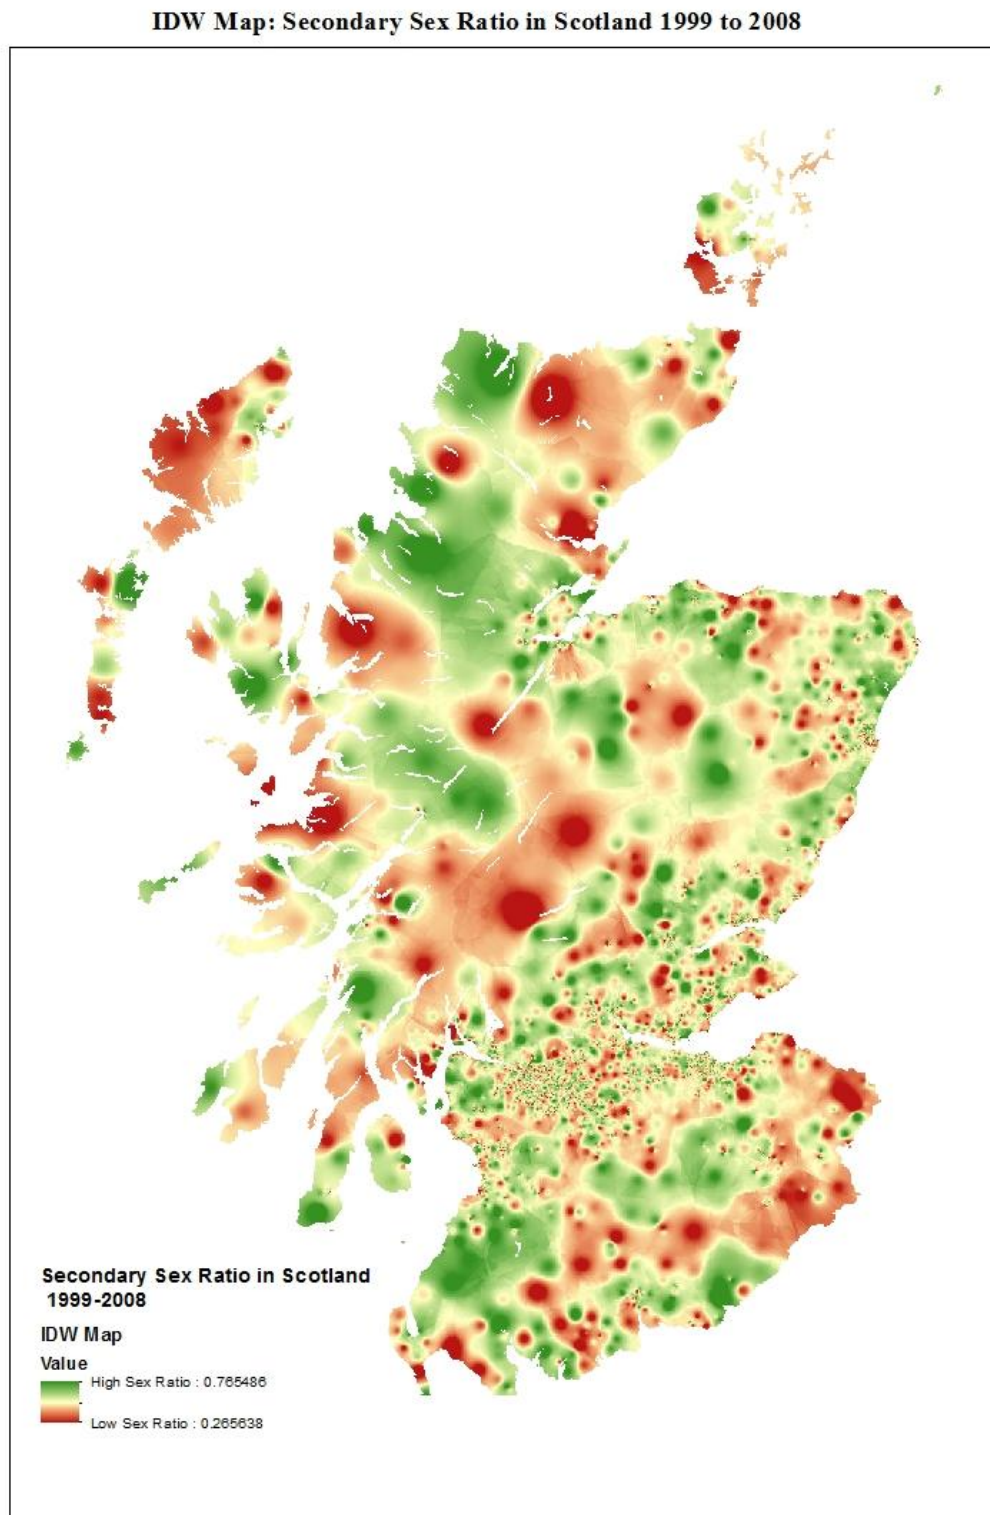 IDW Map: Secondary Sex Ratio in Scotland 1999 to 2008
Secondary Sex Ratio in Scotland
1999-2008
IDW Map
Value
High Sex Ratio : 0.765486
Low Sex Ratio : 0.265638